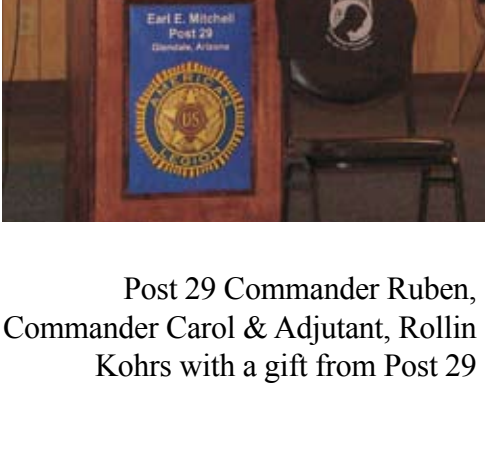 Earl E. Mitchell
Post 29
Glendale, Arizona
AMERICAN
US
LEGION
Post 29 Commander Ruben,
Commander Carol & Adjutant, Rollin
Kohrs with a gift from Post 29